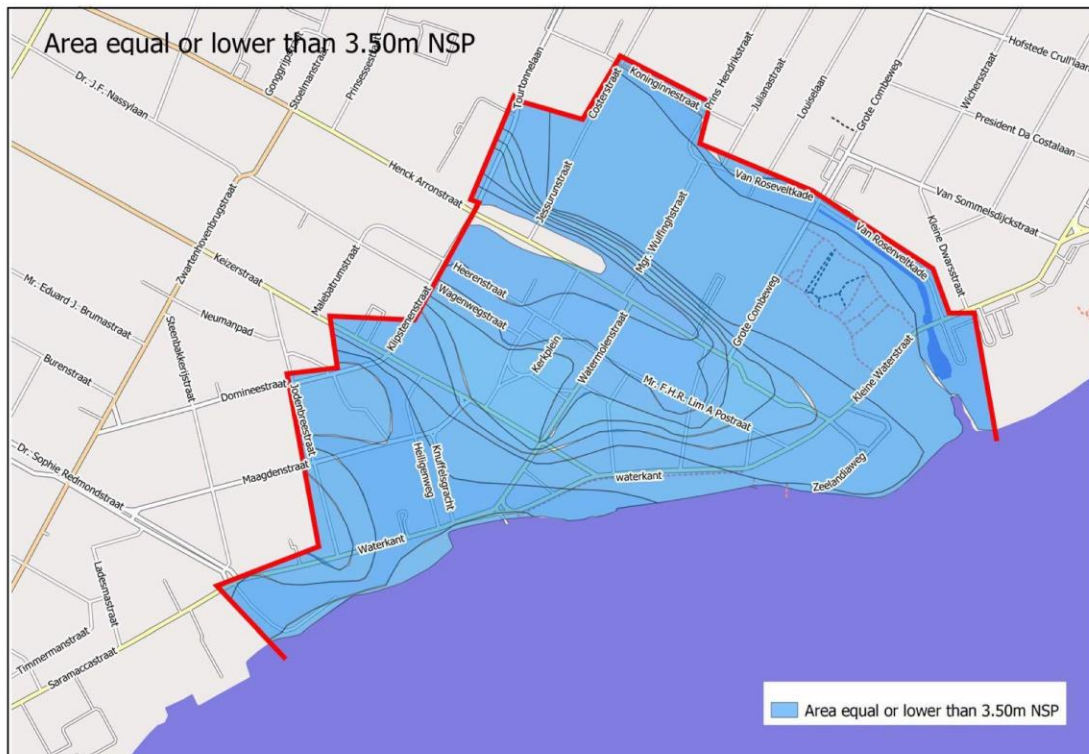 Area equal or lower than 3.50m NSP
Gonggrijpstraat
Stoelmanstraat
Prinsessestraat
Dr. J.F. Nassylaan
Tourtonnelaan
Costerstraat
Koninginnestraat
Prins Hendrikstraat
Julianastraat
Louiselaan
Grote Combeweg
Wichersstraat
Hofstede Crull'laan
President Da Costalaan
Van Sommelsdijckstraat
Kleine Dwarsstraat
Van Roseveltkade
Van Rosenveltkade
Henck Arronstraat
Jessurunstraat
Mgr. Wulfinghstraat
Zwartenhovenbrugstraat
Keizerstraat
Malebatrumstraat
Heerenstraat
Wagenwegstraat
Klipstenenstraat
Kerkplein
Watermolenstraat
Grote Combeweg
Mr. F.H.R. Lim A Postraat
Kleine Waterstraat
Mr. Eduard J. Brumastraat
Neumanpad
Steenbakkerijstraat
Burenstraat
Domineestraat
Jodenbreestraat
Maagdenstraat
Heiligenweg
Knuffelsgracht
waterkant
Zeelandiaweg
Waterkant
Dr. Sophie Redmondstraat
Ladesmastraat
Timmermanstraat
Saramaccastraat
Area equal or lower than 3.50m NSP